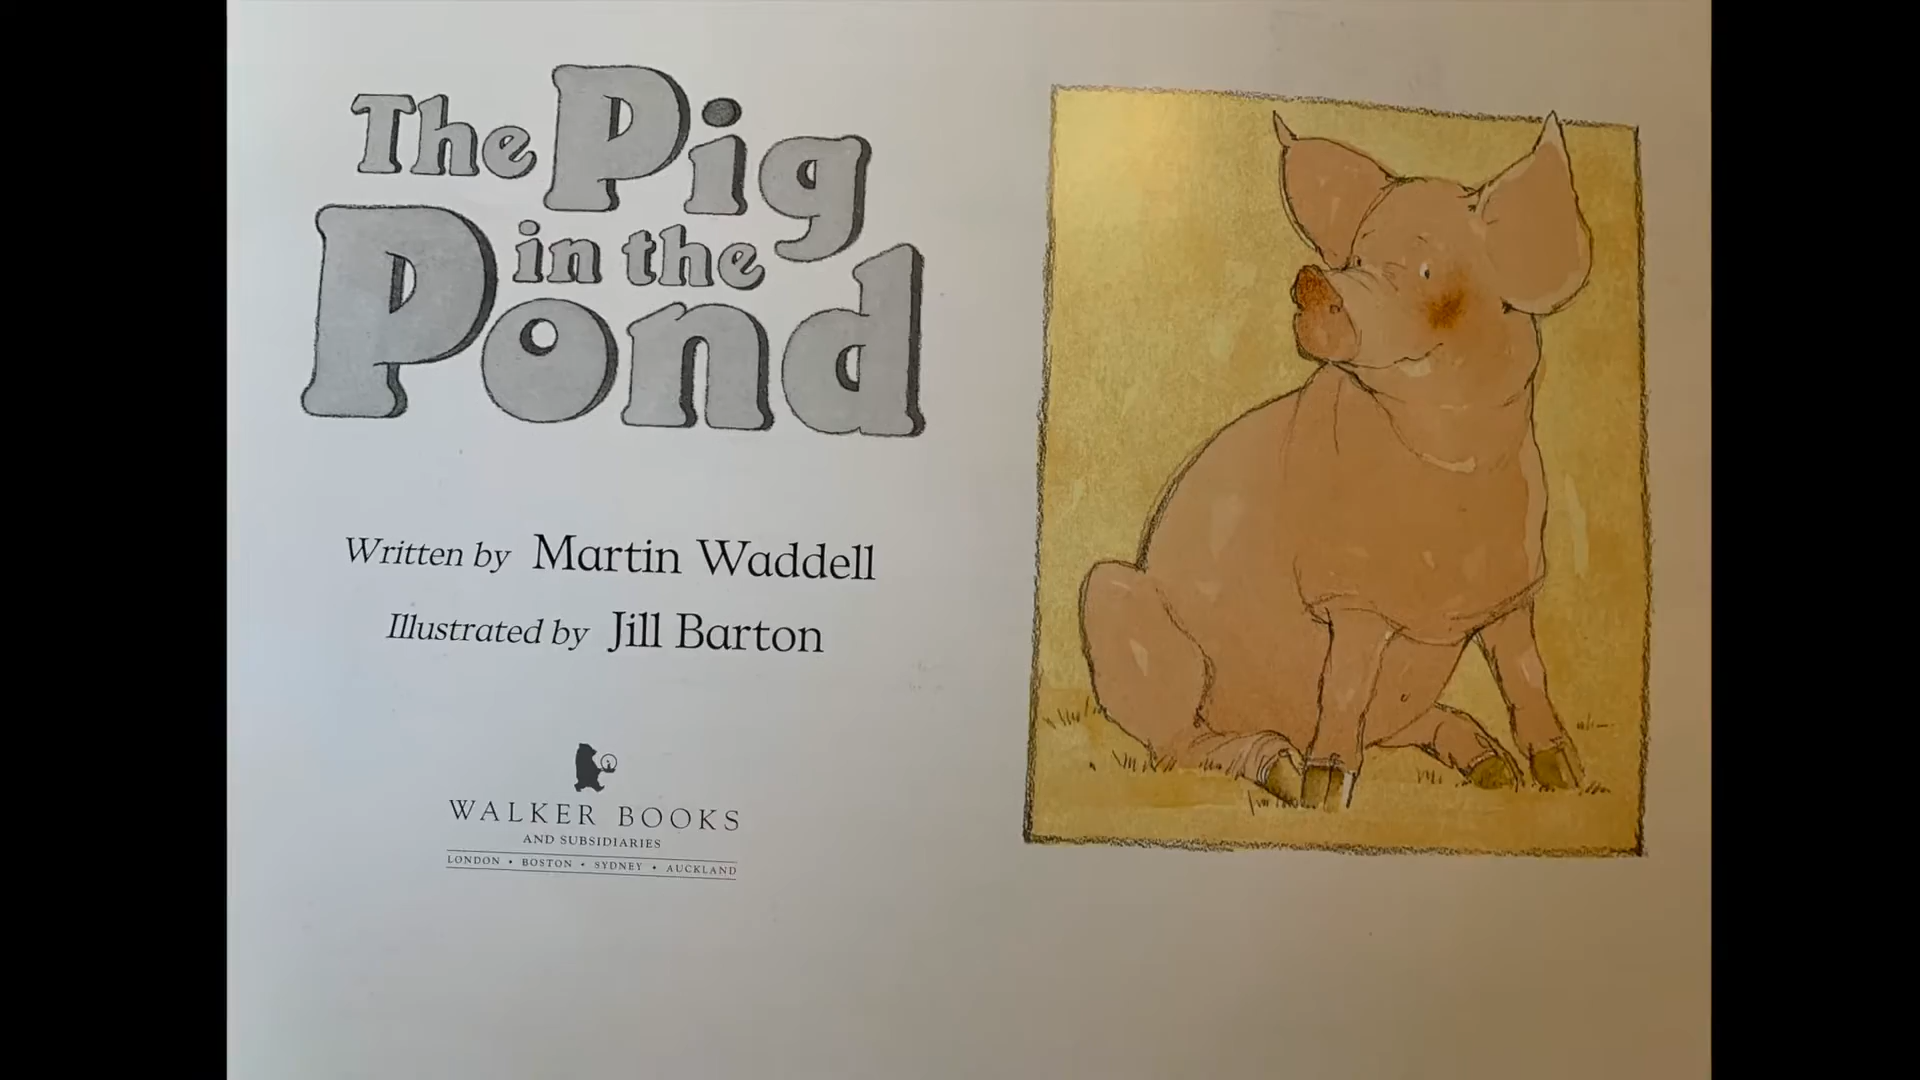 The Pig
in the
Pond
Written by Martin Waddell
Illustrated by Jill Barton
WALKER BOOKS
AND SUBSIDIARIES
LONDON • BOSTON • SYDNEY • AUCKLAND